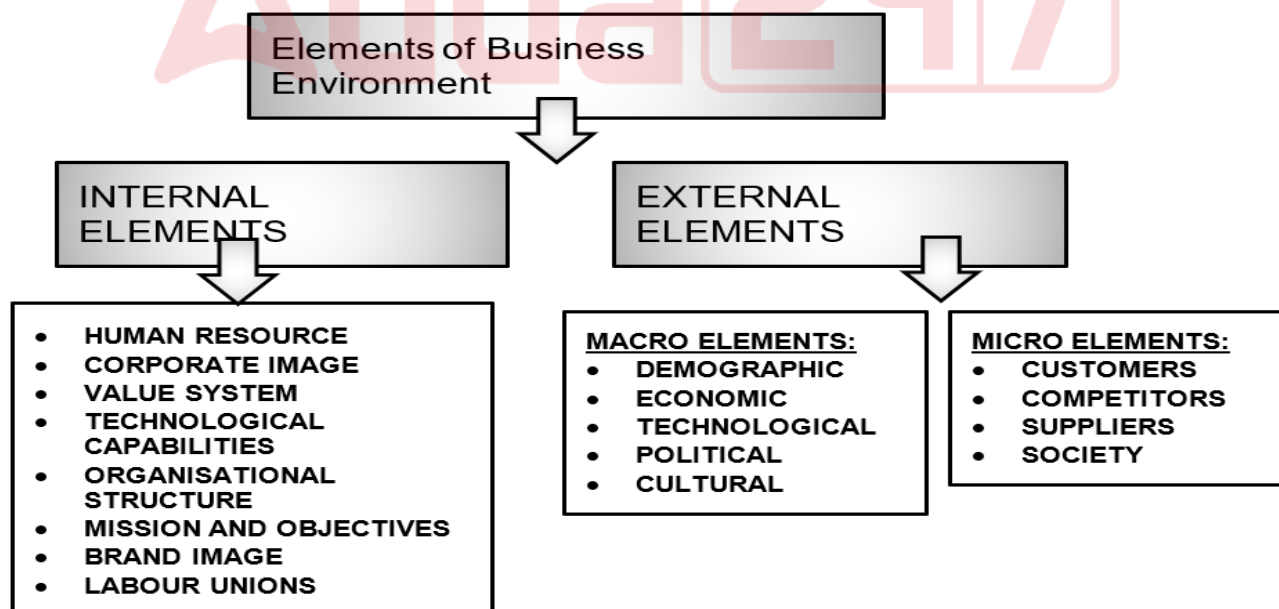 Adda247
Elements of Business
Environment
INTERNAL
ELEMENTS
EXTERNAL
ELEMENTS
• HUMAN RESOURCE
• CORPORATE IMAGE
• VALUE SYSTEM
• TECHNOLOGICAL
CAPABILITIES
• ORGANISATIONAL
STRUCTURE
• MISSION AND OBJECTIVES
• BRAND IMAGE
• LABOUR UNIONS
MACRO ELEMENTS:
• DEMOGRAPHIC
• ECONOMIC
• TECHNOLOGICAL
• POLITICAL
• CULTURAL
MICRO ELEMENTS:
• CUSTOMERS
• COMPETITORS
• SUPPLIERS
• SOCIETY